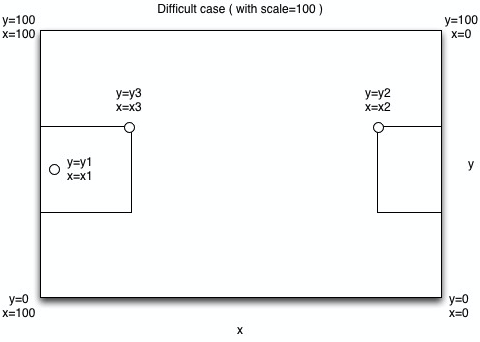 Difficult case ( with scale=100 )
y=100
x=100
y=100
x=0
y=y3
x=x3
y=y2
x=x2
y=y1
x=x1
y
y=0
x=100
y=0
x=0
x